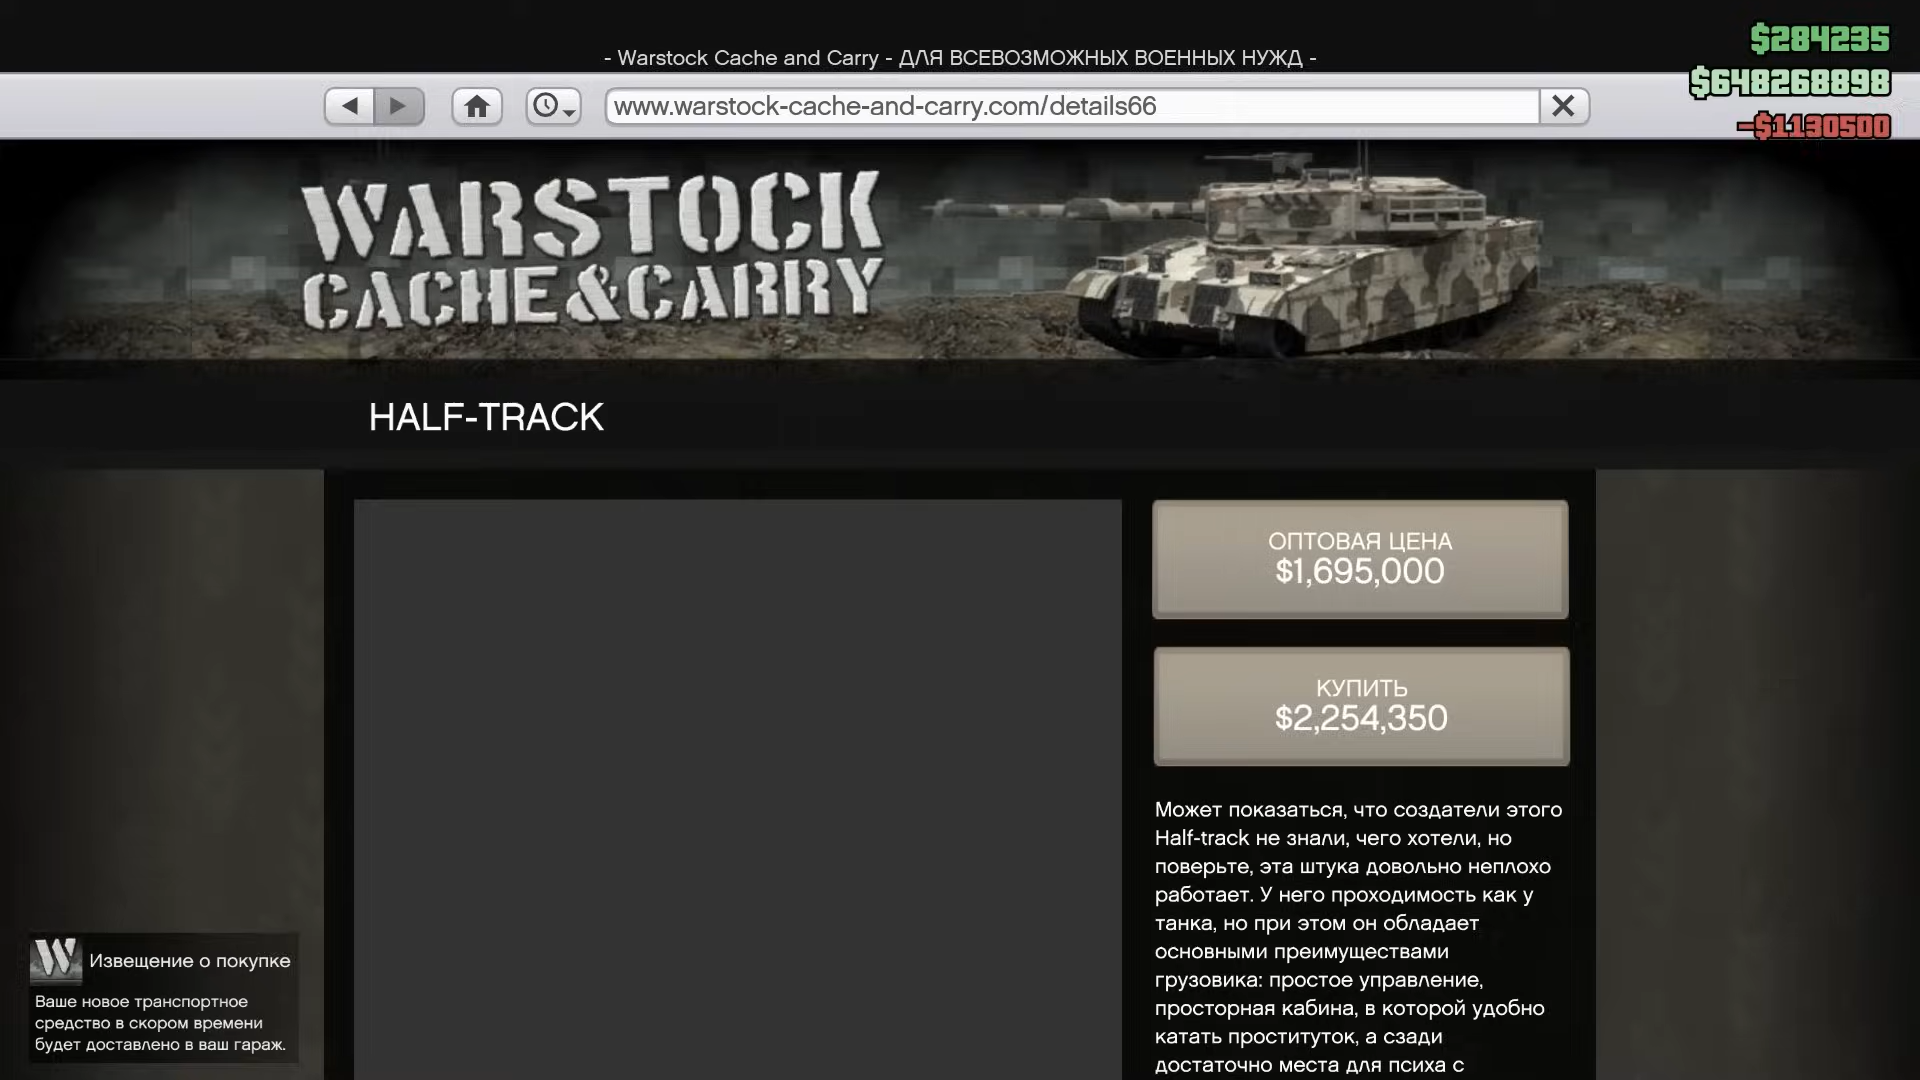 - Warstock Cache and Carry - ДЛЯ ВСЕВОЗМОЖНЫХ ВОЕННЫХ НУЖД -
$284235
$648268898
-$1130500
www.warstock-cache-and-carry.com/details66
WARSTOCK
CACHE&CARRY
HALF-TRACK
ОПТОВАЯ ЦЕНА
$1,695,000
КУПИТЬ
$2,254,350
Может показаться, что создатели этого
Half-track не знали, чего хотели, но
поверьте, эта штука довольно неплохо
работает. У него проходимость как у
танка, но при этом он обладает
основными преимуществами
грузовика: простое управление,
просторная кабина, в которой удобно
катать проституток, а сзади
достаточно места для психа с
W
Извещение о покупке
Ваше новое транспортное
средство в скором времени
будет доставлено в ваш гараж.